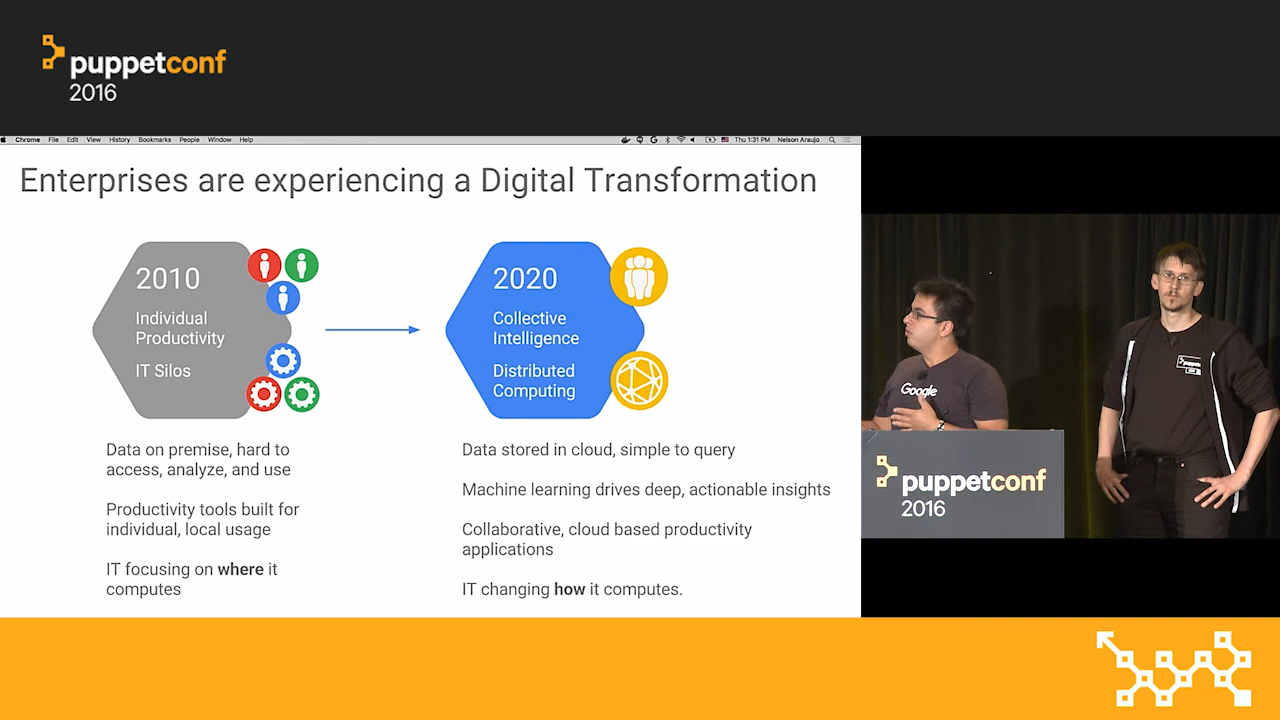 puppetconf
2016
Chrome File Edit View History Bookmarks People Window Help
Thu 1:31 PM Nelson Araujo
Enterprises are experiencing a Digital Transformation
2010
Individual
Productivity
IT Silos
Data on premise, hard to
access, analyze, and use
Productivity tools built for
individual, local usage
IT focusing on where it
computes
2020
Collective
Intelligence
Distributed
Computing
Data stored in cloud, simple to query
Machine learning drives deep, actionable insights
Collaborative, cloud based productivity
applications
IT changing how it computes.
Google
puppetconf
2016